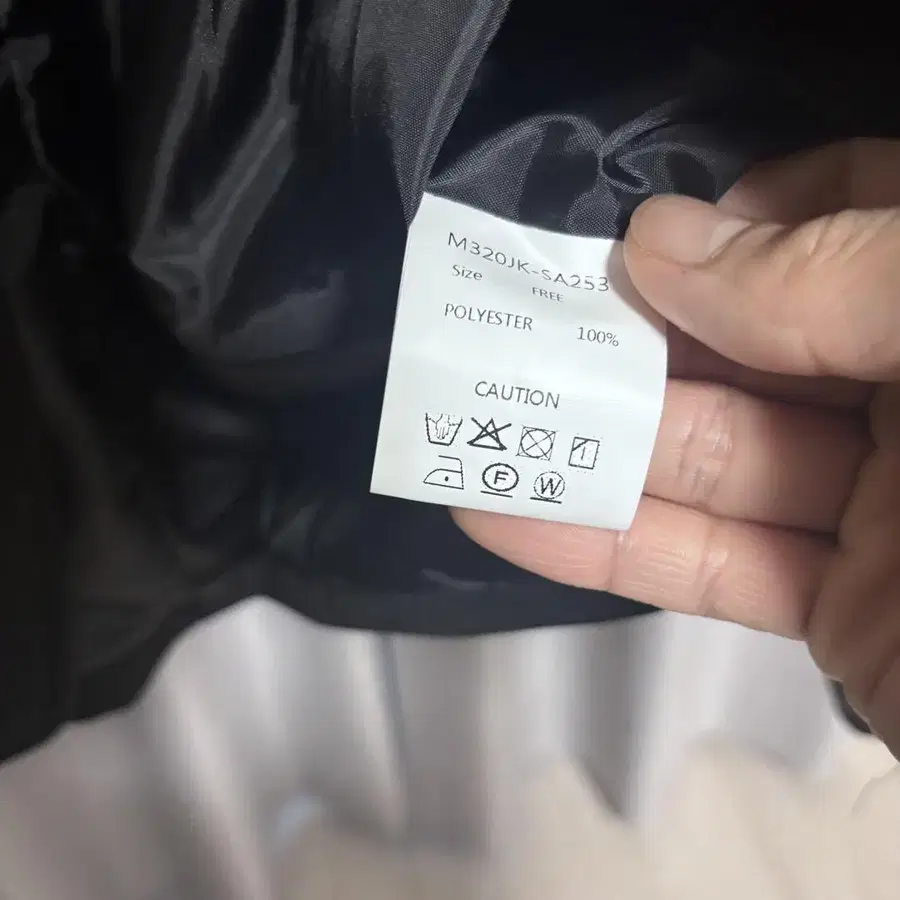 M320JK-SA253
Size FREE
POLYESTER 100%
CAUTION
F W